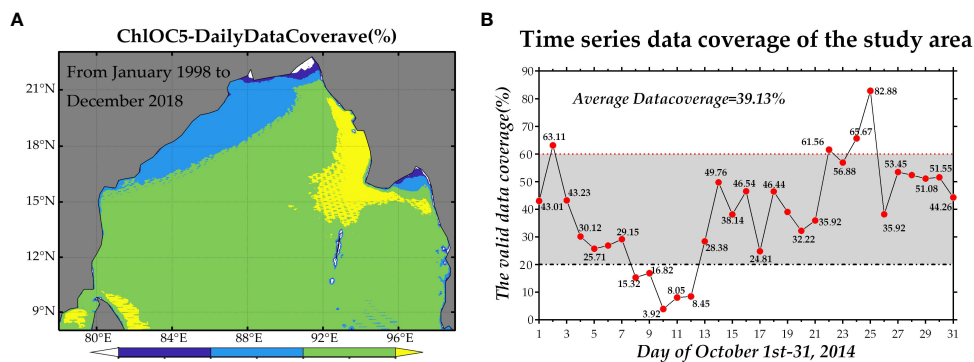 A
ChlOC5-DailyDataCoverave(%)
From January 1998 to
December 2018
21°N
18°N
15°N
12°N
9°N
80°E
84°E
88°E
92°E
96°E
B
Time series data coverage of the study area
The valid data coverage(%)
90
80
70
60
50
40
30
20
10
0
Average Datacoverage=39.13%
43.01
63.11
43.23
30.12
25.71
29.15
15.32
16.82
3.92
8.05
8.45
28.38
49.76
38.14
46.54
24.81
46.44
32.22
35.92
61.56
56.88
65.67
82.88
35.92
53.45
51.08
51.55
44.26
1
3
5
7
9
11
13
15
17
19
21
23
25
27
29
31
Day of October 1st-31, 2014